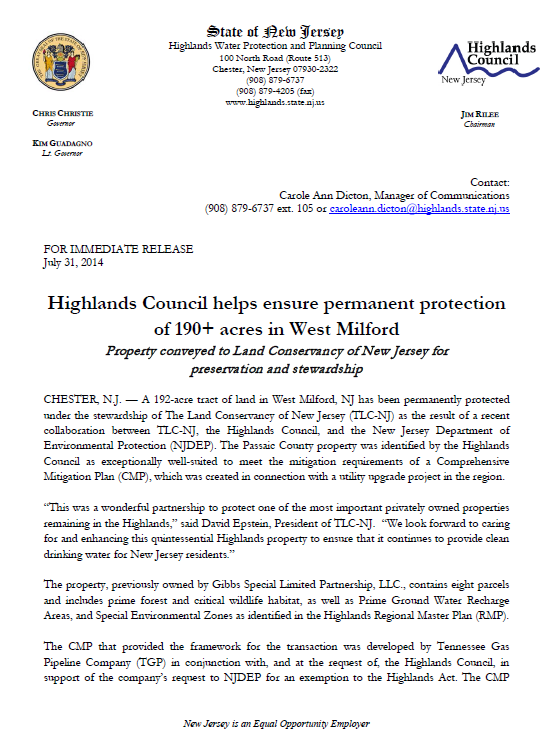 State of New Jersey
Highlands Water Protection and Planning Council
100 North Road (Route 513)
Chester, New Jersey 07930-2322
(908) 879-6737
(908) 879-4205 (fax)
www.highlands.state.nj.us
Highlands
Council
New Jersey
CHRIS CHRISTIE
Governor
KIM GUADAGNO
Lt. Governor
JIM RILEE
Chairman
Contact:
Carole Ann Dicton, Manager of Communications
(908) 879-6737 ext. 105 or caroleann.dicton@highlands.state.nj.us
FOR IMMEDIATE RELEASE
July 31, 2014
Highlands Council helps ensure permanent protection
of 190+ acres in West Milford
Property conveyed to Land Conservancy of New Jersey for
preservation and stewardship
CHESTER, N.J. — A 192-acre tract of land in West Milford, NJ has been permanently protected
under the stewardship of The Land Conservancy of New Jersey (TLC-NJ) as the result of a recent
collaboration between TLC-NJ, the Highlands Council, and the New Jersey Department of
Environmental Protection (NJDEP). The Passaic County property was identified by the Highlands
Council as exceptionally well-suited to meet the mitigation requirements of a Comprehensive
Mitigation Plan (CMP), which was created in connection with a utility upgrade project in the region.
“This was a wonderful partnership to protect one of the most important privately owned properties
remaining in the Highlands,” said David Epstein, President of TLC-NJ. “We look forward to caring
for and enhancing this quintessential Highlands property to ensure that it continues to provide clean
drinking water for New Jersey residents.”
The property, previously owned by Gibbs Special Limited Partnership, LLC., contains eight parcels
and includes prime forest and critical wildlife habitat, as well as Prime Ground Water Recharge
Areas, and Special Environmental Zones as identified in the Highlands Regional Master Plan (RMP).
The CMP that provided the framework for the transaction was developed by Tennessee Gas
Pipeline Company (TGP) in conjunction with, and at the request of, the Highlands Council, in
support of the company’s request to NJDEP for an exemption to the Highlands Act. The CMP
New Jersey is an Equal Opportunity Employer